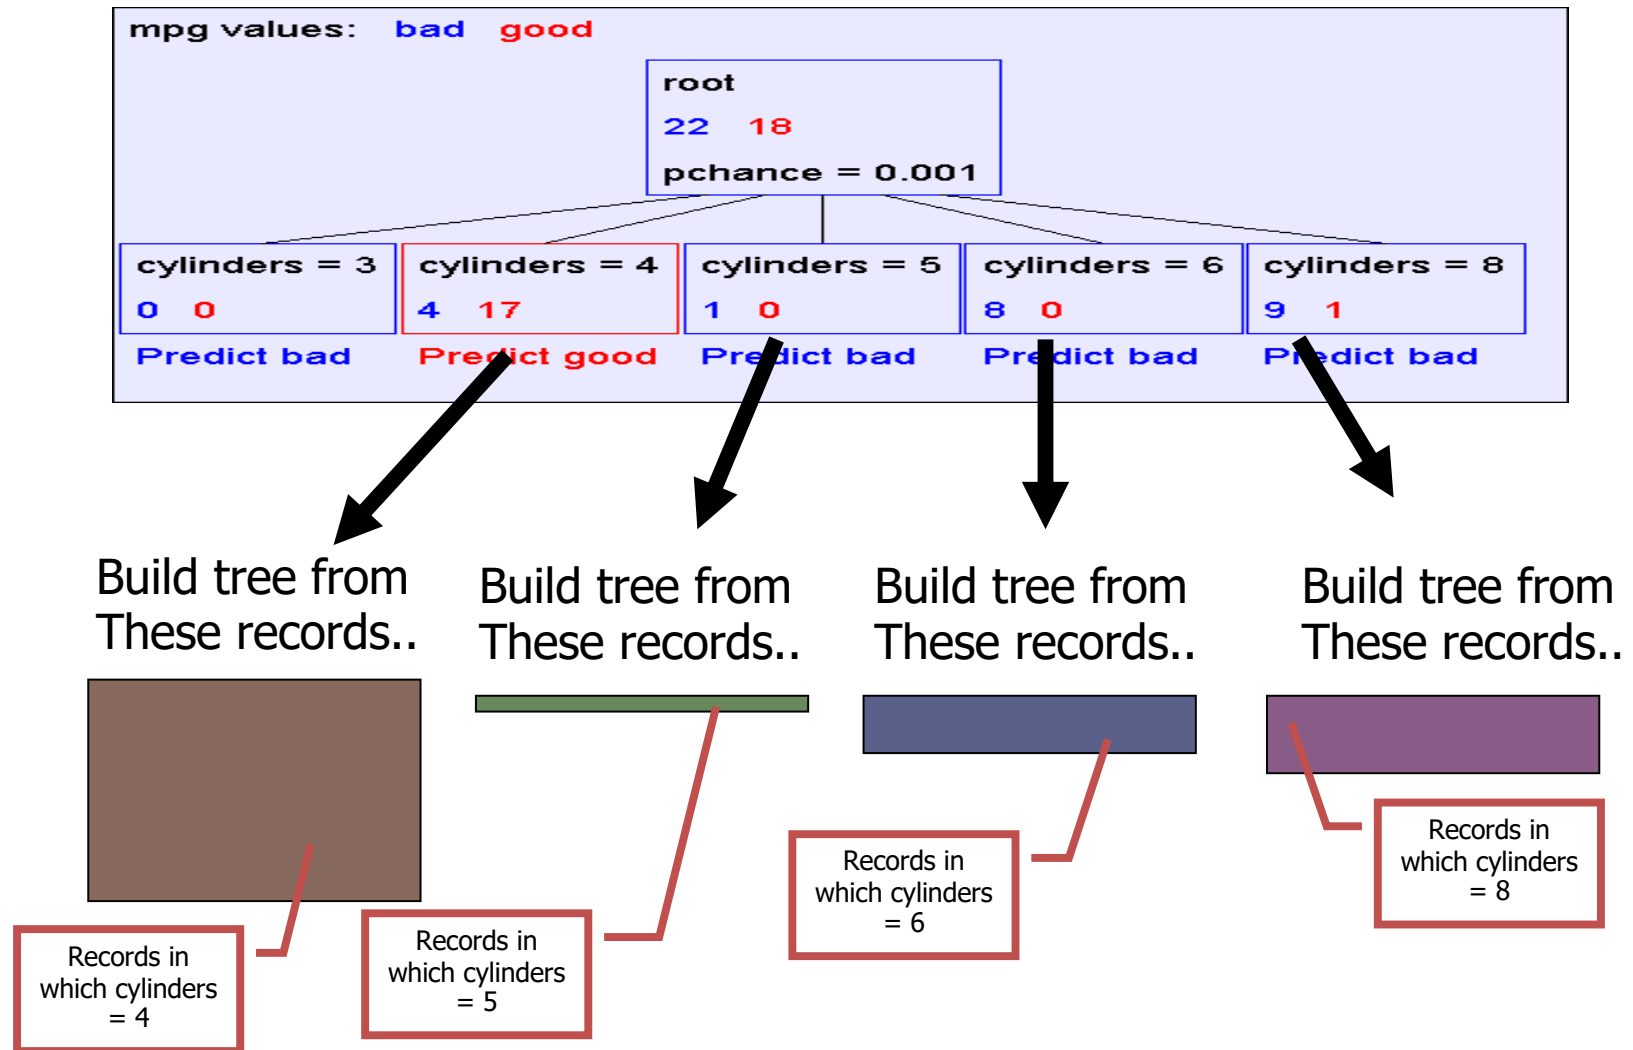 mpg values: bad good
root
22 18
pchance = 0.001
cylinders = 3
0 0
Predict bad
cylinders = 4
4 17
Predict good
cylinders = 5
1 0
Predict bad
cylinders = 6
8 0
Predict bad
cylinders = 8
9 1
Predict bad
Build tree from
These records..
Build tree from
These records..
Build tree from
These records..
Build tree from
These records..
Records in
which cylinders
= 4
Records in
which cylinders
= 5
Records in
which cylinders
= 6
Records in
which cylinders
= 8